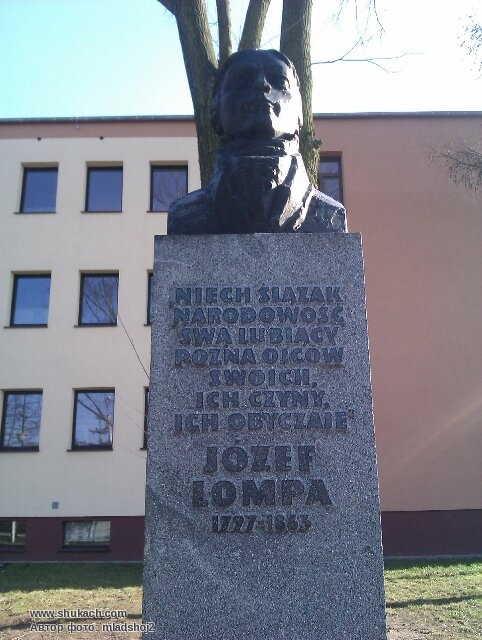 NIECH ŚLĄZAK
NARODOWOŚĆ
SWĄ LUBIĄCY
POZNA OJCÓW
SWOICH,
ICH CZYNY,
ICH OBYCZAJE"
JÓZEF
LOMPA
1797-1863
www.shukach.com
Автор фото: mladshoj2